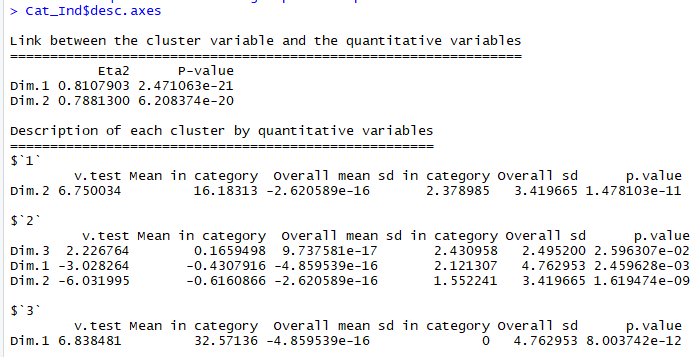 > Cat_Ind$desc.axes
Link between the cluster variable and the quantitative variables
================================================================
Eta2 P-value
Dim.1 0.8107903 2.471063e-21
Dim.2 0.7881300 6.208374e-20
Description of each cluster by quantitative variables
=====================================================
$`1`
v.test Mean in category Overall mean sd in category Overall sd p.value
Dim.2 6.750034 16.18313 -2.620589e-16 2.378985 3.419665 1.478103e-11
$`2`
v.test Mean in category Overall mean sd in category Overall sd p.value
Dim.3 2.226764 0.1659498 9.737581e-17 2.430958 2.495200 2.596307e-02
Dim.1 -3.028264 -0.4307916 -4.859539e-16 2.121307 4.762953 2.459628e-03
Dim.2 -6.031995 -0.6160866 -2.620589e-16 1.552241 3.419665 1.619474e-09
$`3`
v.test Mean in category Overall mean sd in category Overall sd p.value
Dim.1 6.838481 32.57136 -4.859539e-16 0 4.762953 8.003742e-12